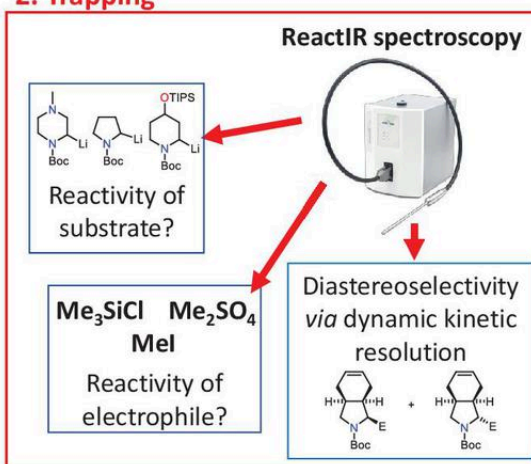 2. Trapping
ReactIR spectroscopy
OTIPS
N
N Li N Li N Li
Boc Boc Boc
Reactivity of
substrate?
Me₃SiCl Me₂SO₄
MeI
Reactivity of
electrophile?
Diastereoselectivity
via dynamic kinetic
resolution
H H + H H
N E N E
Boc Boc